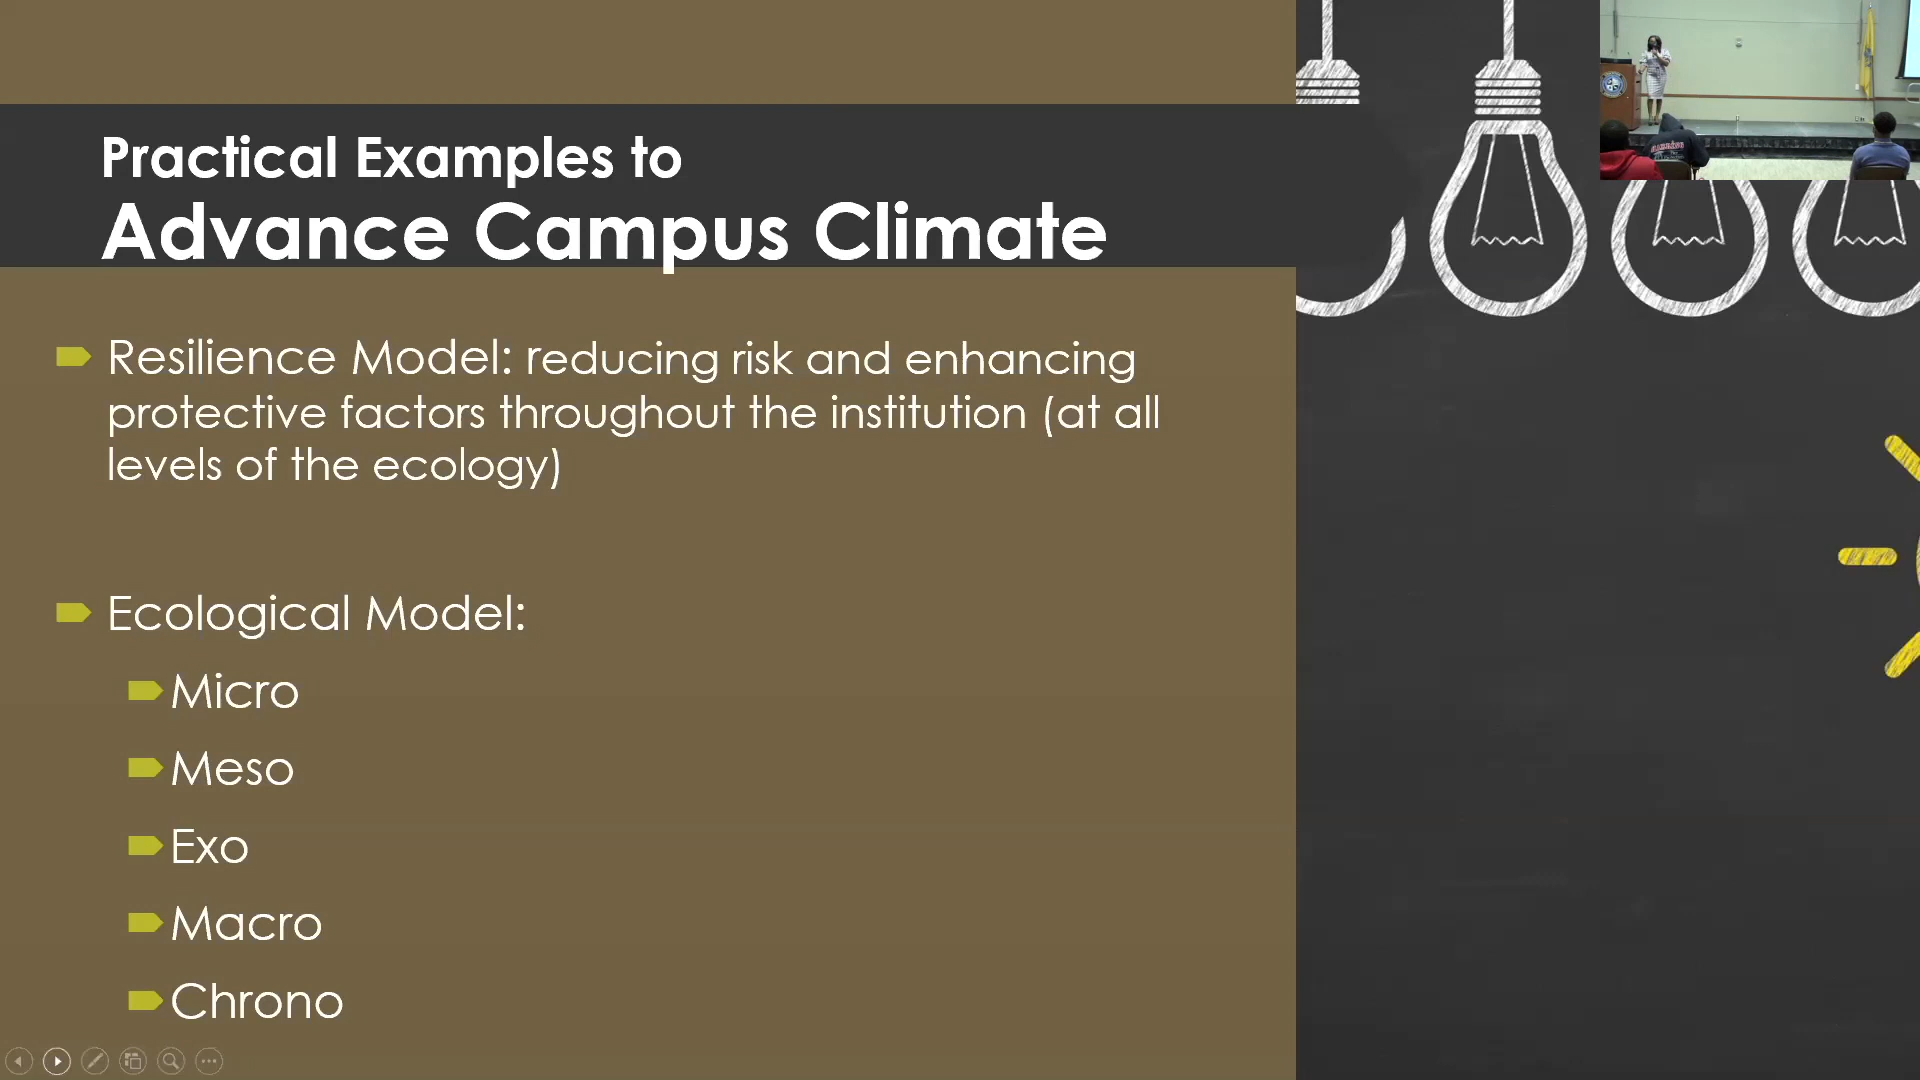 Practical Examples to
Advance Campus Climate
Resilience Model: reducing risk and enhancing
protective factors throughout the institution (at all
levels of the ecology)
Ecological Model:
Micro
Meso
Exo
Macro
Chrono